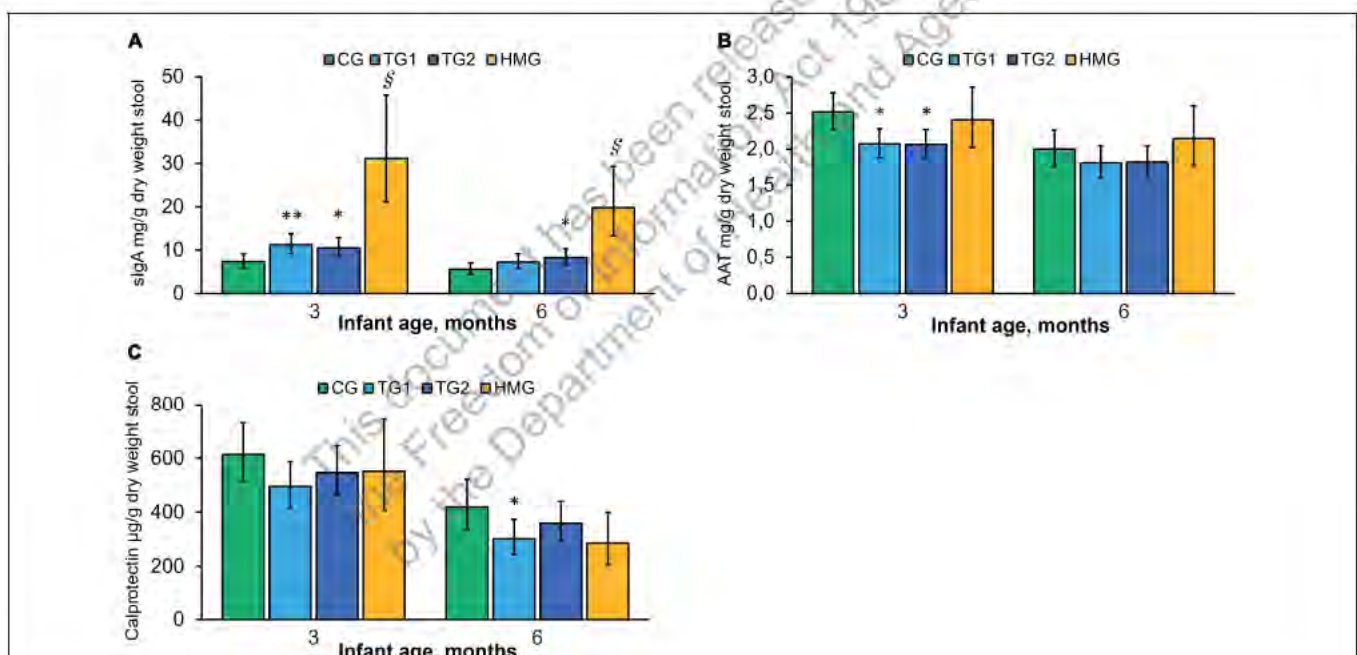 A
CG TG1 TG2 HMG
sIgA mg/g dry weight stool
50
40
30
20
10
0
** * §
* §
3 6
Infant age, months
B
CG TG1 TG2 HMG
AAT mg/g dry weight stool
3.0
2.5
2.0
1.5
1.0
0.5
0.0
* *
3 6
Infant age, months
C
CG TG1 TG2 HMG
Calprotectin µg/g dry weight stool
800
600
400
200
0
*
3 6
Infant age, months
This document has been release
the Freedom of Information Act 198
by the Department of Health and Age